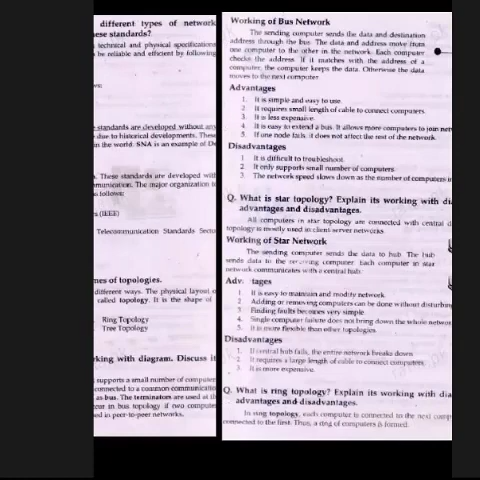 different types of network
these standards?
technical and physical specifications
be reliable and efficient by following
standards are developed without any
due to historical developments. These
in the world. SNA is an example of De
s. These standards are developed with
munication. The major organization to
s follows:
s (IEEE)
Telecommunication Standards Secto
mes of topologies.
different ways. The physical layout o
called topology. It is the shape of
Ring Topology
Tree Topology
rking with diagram. Discuss it
supports a small number of computer
connected to a common communicatio
as bus. The terminators are used at th
cur in bus topology if two compute
ed in peer-to-peer networks.
Working of Bus Network
The sending computer sends the data and destination
address through the bus. The data and address move from
one computer to the other in the network. Each computer
checks the address. If it matches with the address of a
computer, the computer keeps the data. Otherwise the data
moves to the next computer.
Advantages
1. It is simple and easy to use.
2. It requires small length of cable to connect computers.
3. It is less expensive.
4. It is easy to extend a bus. It allows more computers to join netw
5. If one node fails, it does not affect the rest of the network.
Disadvantages
1. It is difficult to troubleshoot.
2. It only supports small number of computers.
3. The network speed slows down as the number of computers in
Q. What is star topology? Explain its working with dia
advantages and disadvantages.
All computers in star topology are connected with central d
topology is mostly used in client-server networks.
Working of Star Network
The sending computer sends the data to hub. The hub
sends data to the receiving computer. Each computer in star
network communicates with a central hub.
Adv tages
1. It is easy to maintain and modify network.
2. Adding or removing computers can be done without disturbin
3. Finding faults becomes very simple
4. Single computer failure does not bring down the whole networ
5. It is more flexible than other topologies.
Disadvantages
1. If central hub fails, the entire network breaks down.
2. It requires a large length of cable to connect computers.
3. It is more expensive.
Q. What is ring topology? Explain its working with dia
advantages and disadvantages.
In ring topology, each computer is connected to the next comp
connected to the first. Thus, a ring of computers is formed.